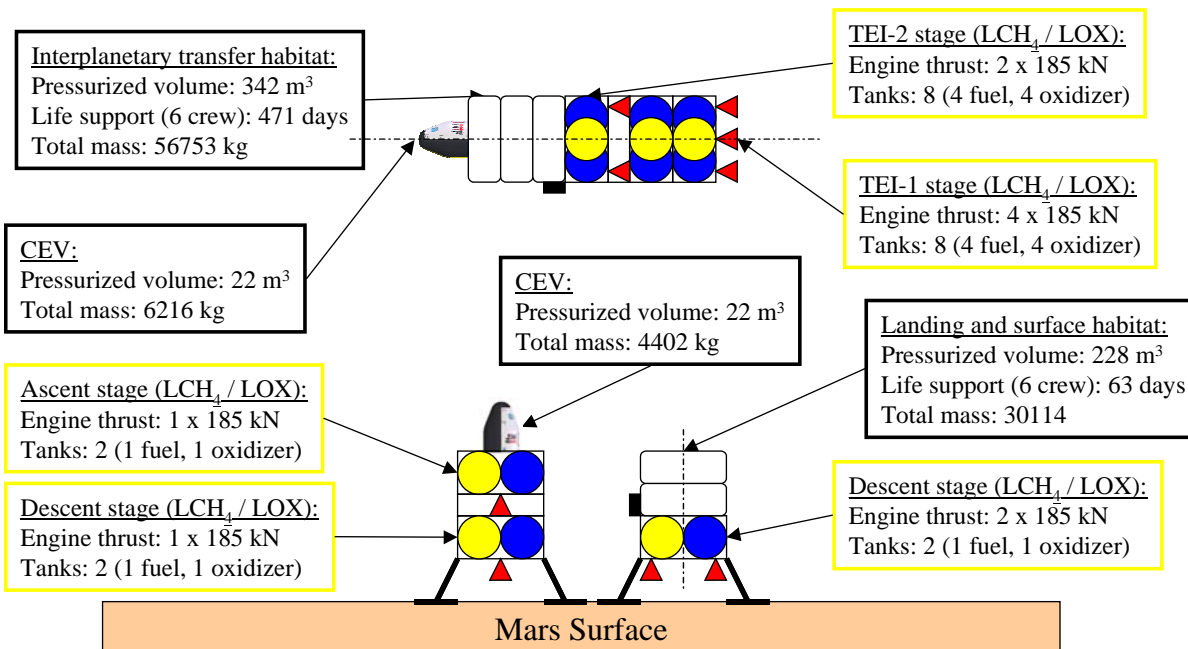 Interplanetary transfer habitat:
Pressurized volume: 342 m³
Life support (6 crew): 471 days
Total mass: 56753 kg
TEI-2 stage (LCH₄ / LOX):
Engine thrust: 2 x 185 kN
Tanks: 8 (4 fuel, 4 oxidizer)
TEI-1 stage (LCH₄ / LOX):
Engine thrust: 4 x 185 kN
Tanks: 8 (4 fuel, 4 oxidizer)
CEV:
Pressurized volume: 22 m³
Total mass: 6216 kg
CEV:
Pressurized volume: 22 m³
Total mass: 4402 kg
Landing and surface habitat:
Pressurized volume: 228 m³
Life support (6 crew): 63 days
Total mass: 30114
Ascent stage (LCH₄ / LOX):
Engine thrust: 1 x 185 kN
Tanks: 2 (1 fuel, 1 oxidizer)
Descent stage (LCH₄ / LOX):
Engine thrust: 1 x 185 kN
Tanks: 2 (1 fuel, 1 oxidizer)
Descent stage (LCH₄ / LOX):
Engine thrust: 2 x 185 kN
Tanks: 2 (1 fuel, 1 oxidizer)
Mars Surface